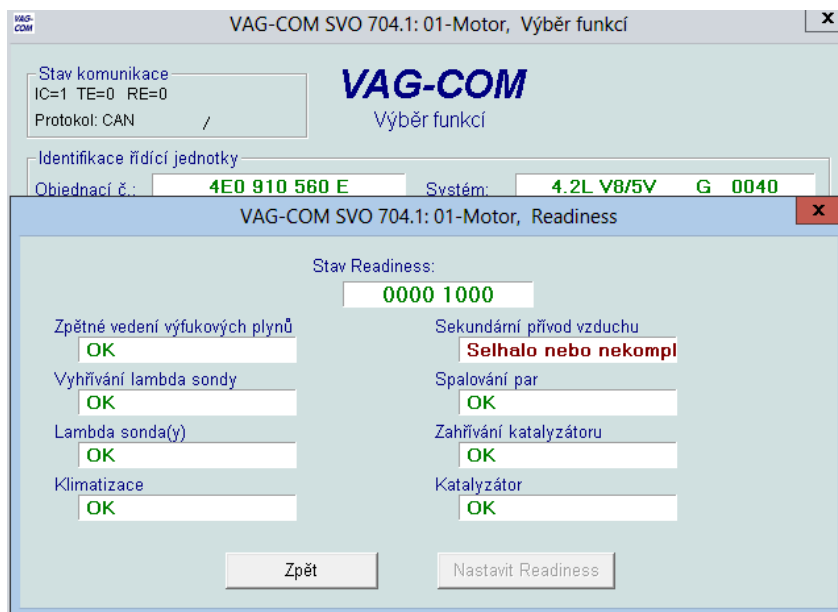 VAG-COM
VAG-COM SVO 704.1: 01-Motor, Výběr funkcí
x
Stav komunikace
IC=1 TE=0 RE=0
Protokol: CAN /
VAG-COM
Výběr funkcí
Identifikace řídící jednotky
Objednací č.: 4E0 910 560 E Systém: 4.2L V8/5V G 0040
VAG-COM SVO 704.1: 01-Motor, Readiness
x
Stav Readiness:
0000 1000
Zpětné vedení výfukových plynů Sekundární přívod vzduchu
OK Selhalo nebo nekompl
Vyhřívání lambda sondy Spalování par
OK OK
Lambda sonda(y) Zahřívání katalyzátoru
OK OK
Klimatizace Katalyzátor
OK OK
Zpět Nastavit Readiness